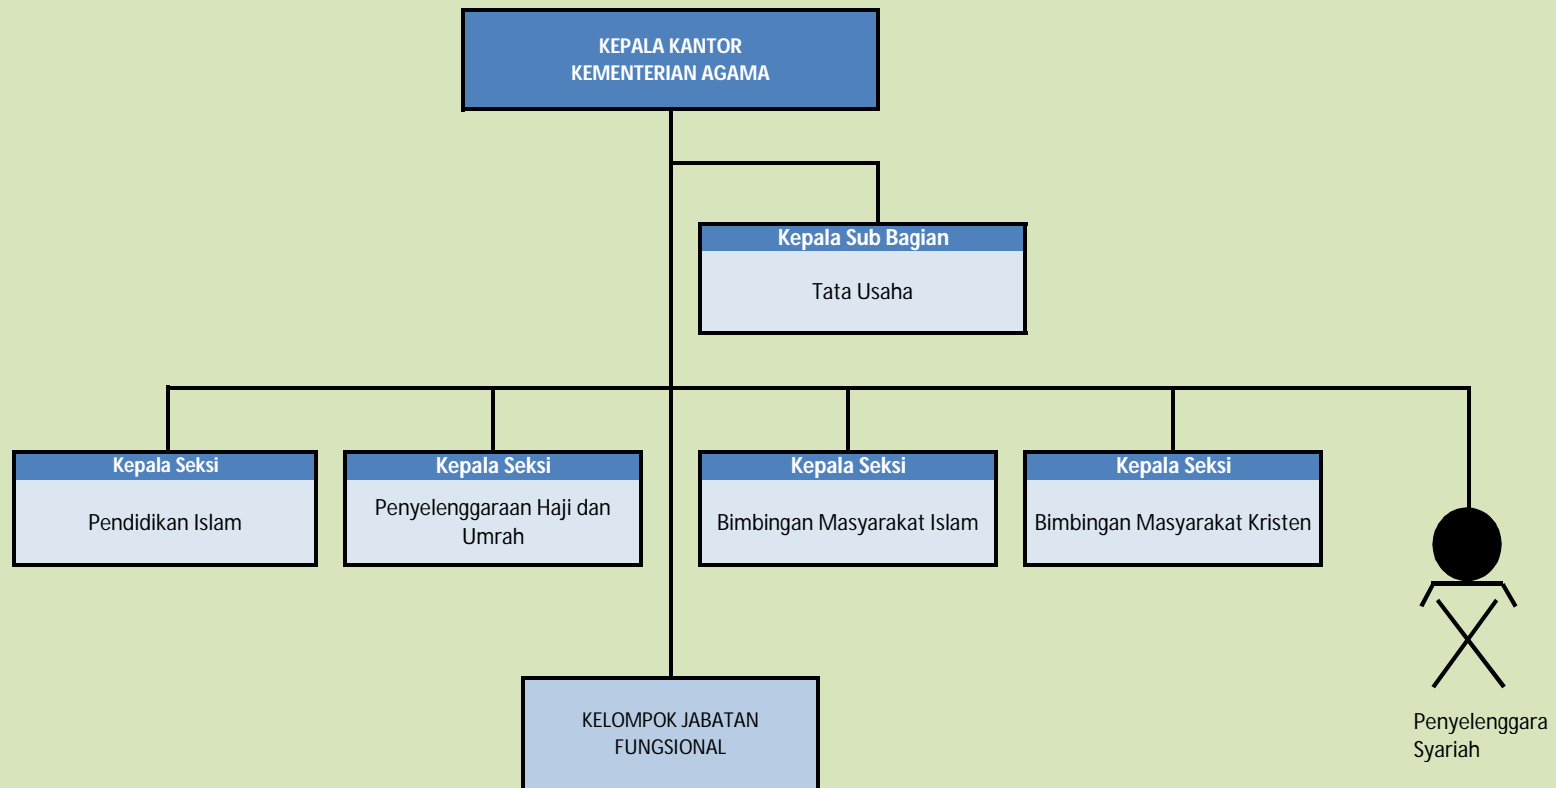 KEPALA KANTOR
KEMENTERIAN AGAMA
Kepala Sub Bagian
Tata Usaha
Kepala Seksi
Pendidikan Islam
Kepala Seksi
Penyelenggaraan Haji dan
Umrah
Kepala Seksi
Bimbingan Masyarakat Islam
Kepala Seksi
Bimbingan Masyarakat Kristen
Penyelenggara
Syariah
KELOMPOK JABATAN
FUNGSIONAL